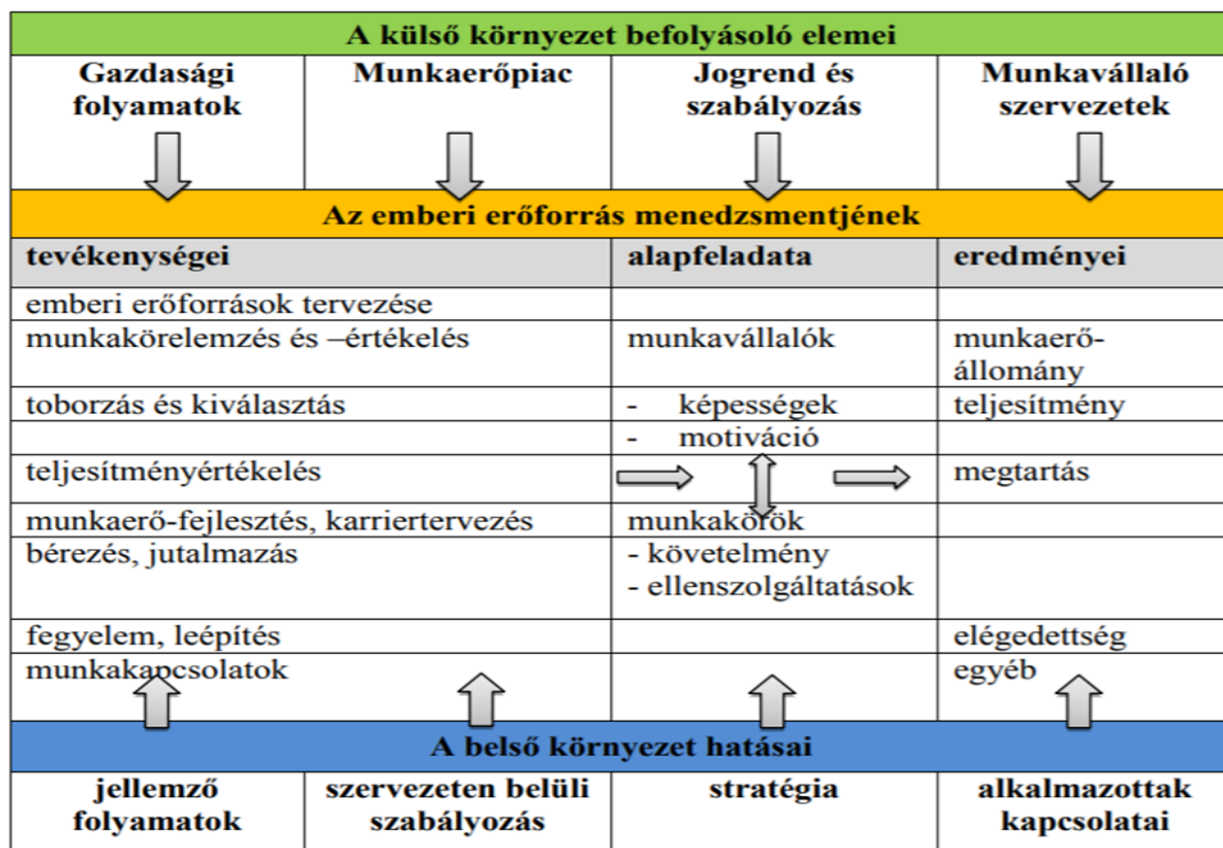 A külső környezet befolyásoló elemei
Gazdasági
folyamatok
Munkaerőpiac
Jogrend és
szabályozás
Munkavállaló
szervezetek
Az emberi erőforrás menedzsmentjének
tevékenységei
alapfeladata
eredményei
emberi erőforrások tervezése
munkakörelemzés és –értékelés
munkavállalók
munkaerő-
állomány
toborzás és kiválasztás
- képességek
teljesítmény
- motiváció
teljesítményértékelés
megtartás
munkaerő-fejlesztés, karriertervezés
munkakörök
bérezés, jutalmazás
- követelmény
- ellenszolgáltatások
fegyelem, leépítés
elégedettség
munkakapcsolatok
egyéb
A belső környezet hatásai
jellemző
folyamatok
szervezeten belüli
szabályozás
stratégia
alkalmazottak
kapcsolatai